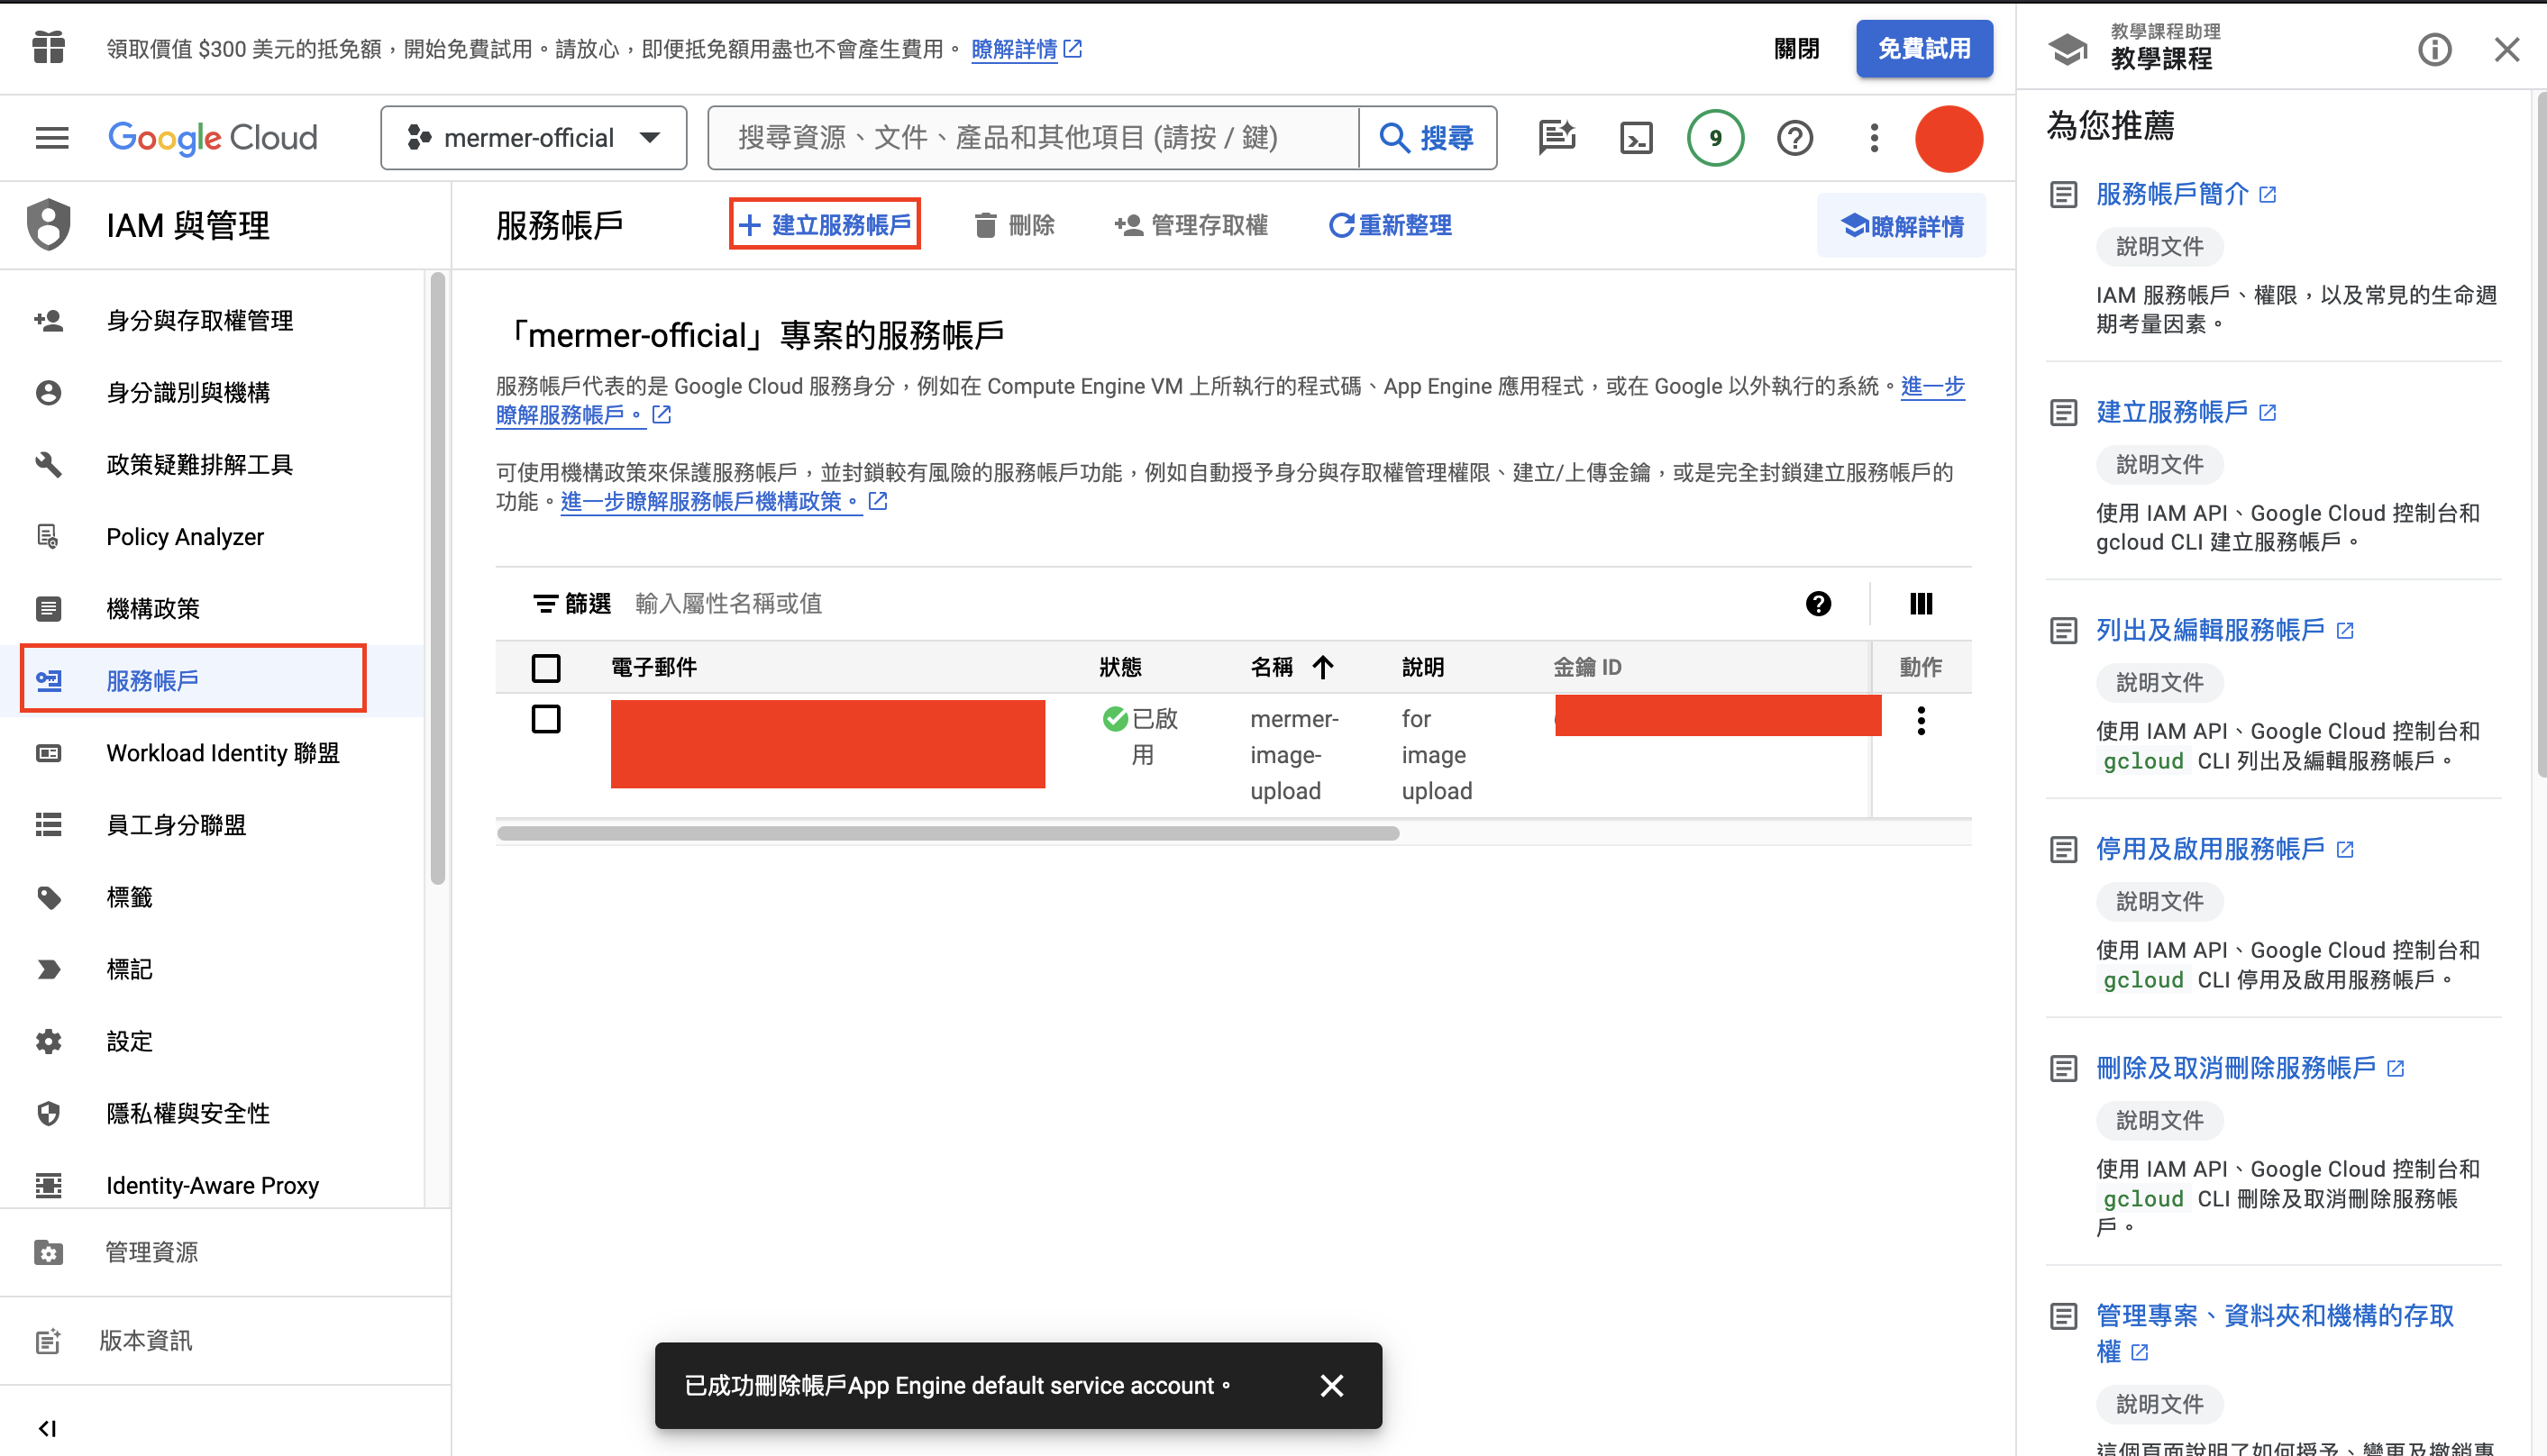 領取價值 $300 美元的抵免額，開始免費試用。請放心，即便抵免額用盡也不會產生費用。 瞭解詳情
關閉
免費試用
Google Cloud
mermer-official
搜尋資源、文件、產品和其他項目 (請按 / 鍵)
搜尋
9
IAM 與管理
身分與存取權管理
身分識別與機構
政策疑難排解工具
Policy Analyzer
機構政策
服務帳戶
Workload Identity 聯盟
員工身分聯盟
標籤
標記
設定
隱私權與安全性
Identity-Aware Proxy
管理資源
版本資訊
服務帳戶
建立服務帳戶
刪除
管理存取權
重新整理
瞭解詳情
「mermer-official」專案的服務帳戶
服務帳戶代表的是 Google Cloud 服務身分，例如在 Compute Engine VM 上所執行的程式碼、App Engine 應用程式，或在 Google 以外執行的系統。進一步
瞭解服務帳戶。
可使用機構政策來保護服務帳戶，並封鎖較有風險的服務帳戶功能，例如自動授予身分與存取權管理權限、建立/上傳金鑰，或是完全封鎖建立服務帳戶的
功能。進一步瞭解服務帳戶機構政策。
篩選 輸入屬性名稱或值
電子郵件 狀態 名稱 說明 金鑰 ID 動作
已啟 mermer- for
用 image- image
upload upload
已成功刪除帳戶App Engine default service account。
教學課程助理
教學課程
為您推薦
服務帳戶簡介
說明文件
IAM 服務帳戶、權限，以及常見的生命週
期考量因素。
建立服務帳戶
說明文件
使用 IAM API、Google Cloud 控制台和
gcloud CLI 建立服務帳戶。
列出及編輯服務帳戶
說明文件
使用 IAM API、Google Cloud 控制台和
gcloud CLI 列出及編輯服務帳戶。
停用及啟用服務帳戶
說明文件
使用 IAM API、Google Cloud 控制台和
gcloud CLI 停用及啟用服務帳戶。
刪除及取消刪除服務帳戶
說明文件
使用 IAM API、Google Cloud 控制台和
gcloud CLI 刪除及取消刪除服務帳
戶。
管理專案、資料夾和機構的存取
權
說明文件
這個頁面說明了如何授予、變更及撤銷專